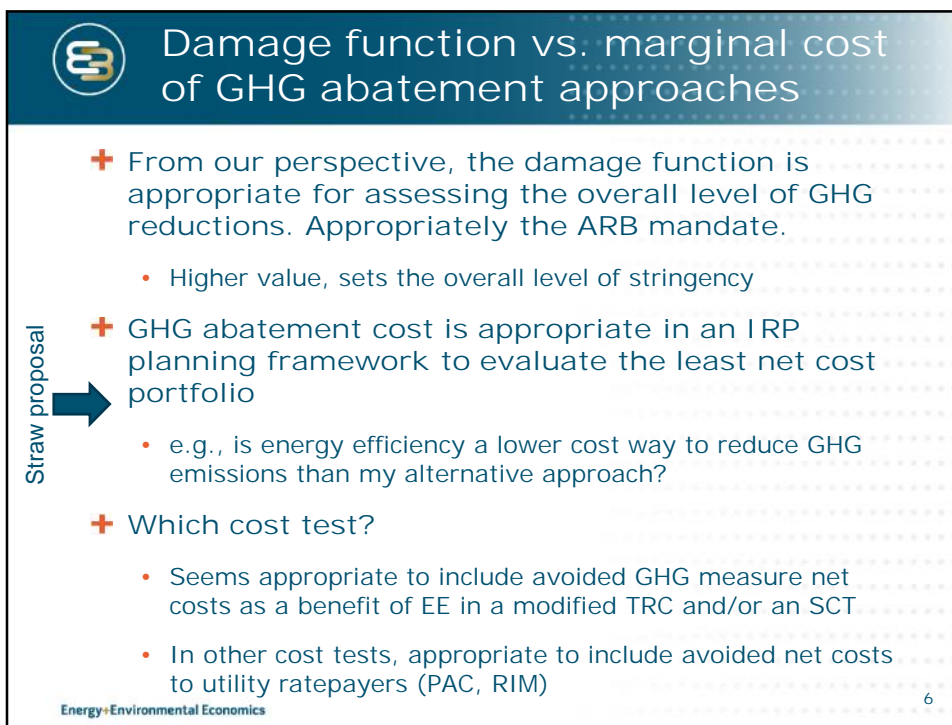 Damage function vs. marginal cost
of GHG abatement approaches
From our perspective, the damage function is
appropriate for assessing the overall level of GHG
reductions. Appropriately the ARB mandate.
• Higher value, sets the overall level of stringency
Straw proposal
GHG abatement cost is appropriate in an IRP
planning framework to evaluate the least net cost
portfolio
• e.g., is energy efficiency a lower cost way to reduce GHG
emissions than my alternative approach?
Which cost test?
• Seems appropriate to include avoided GHG measure net
costs as a benefit of EE in a modified TRC and/or an SCT
• In other cost tests, appropriate to include avoided net costs
to utility ratepayers (PAC, RIM)
Energy+Environmental Economics
6